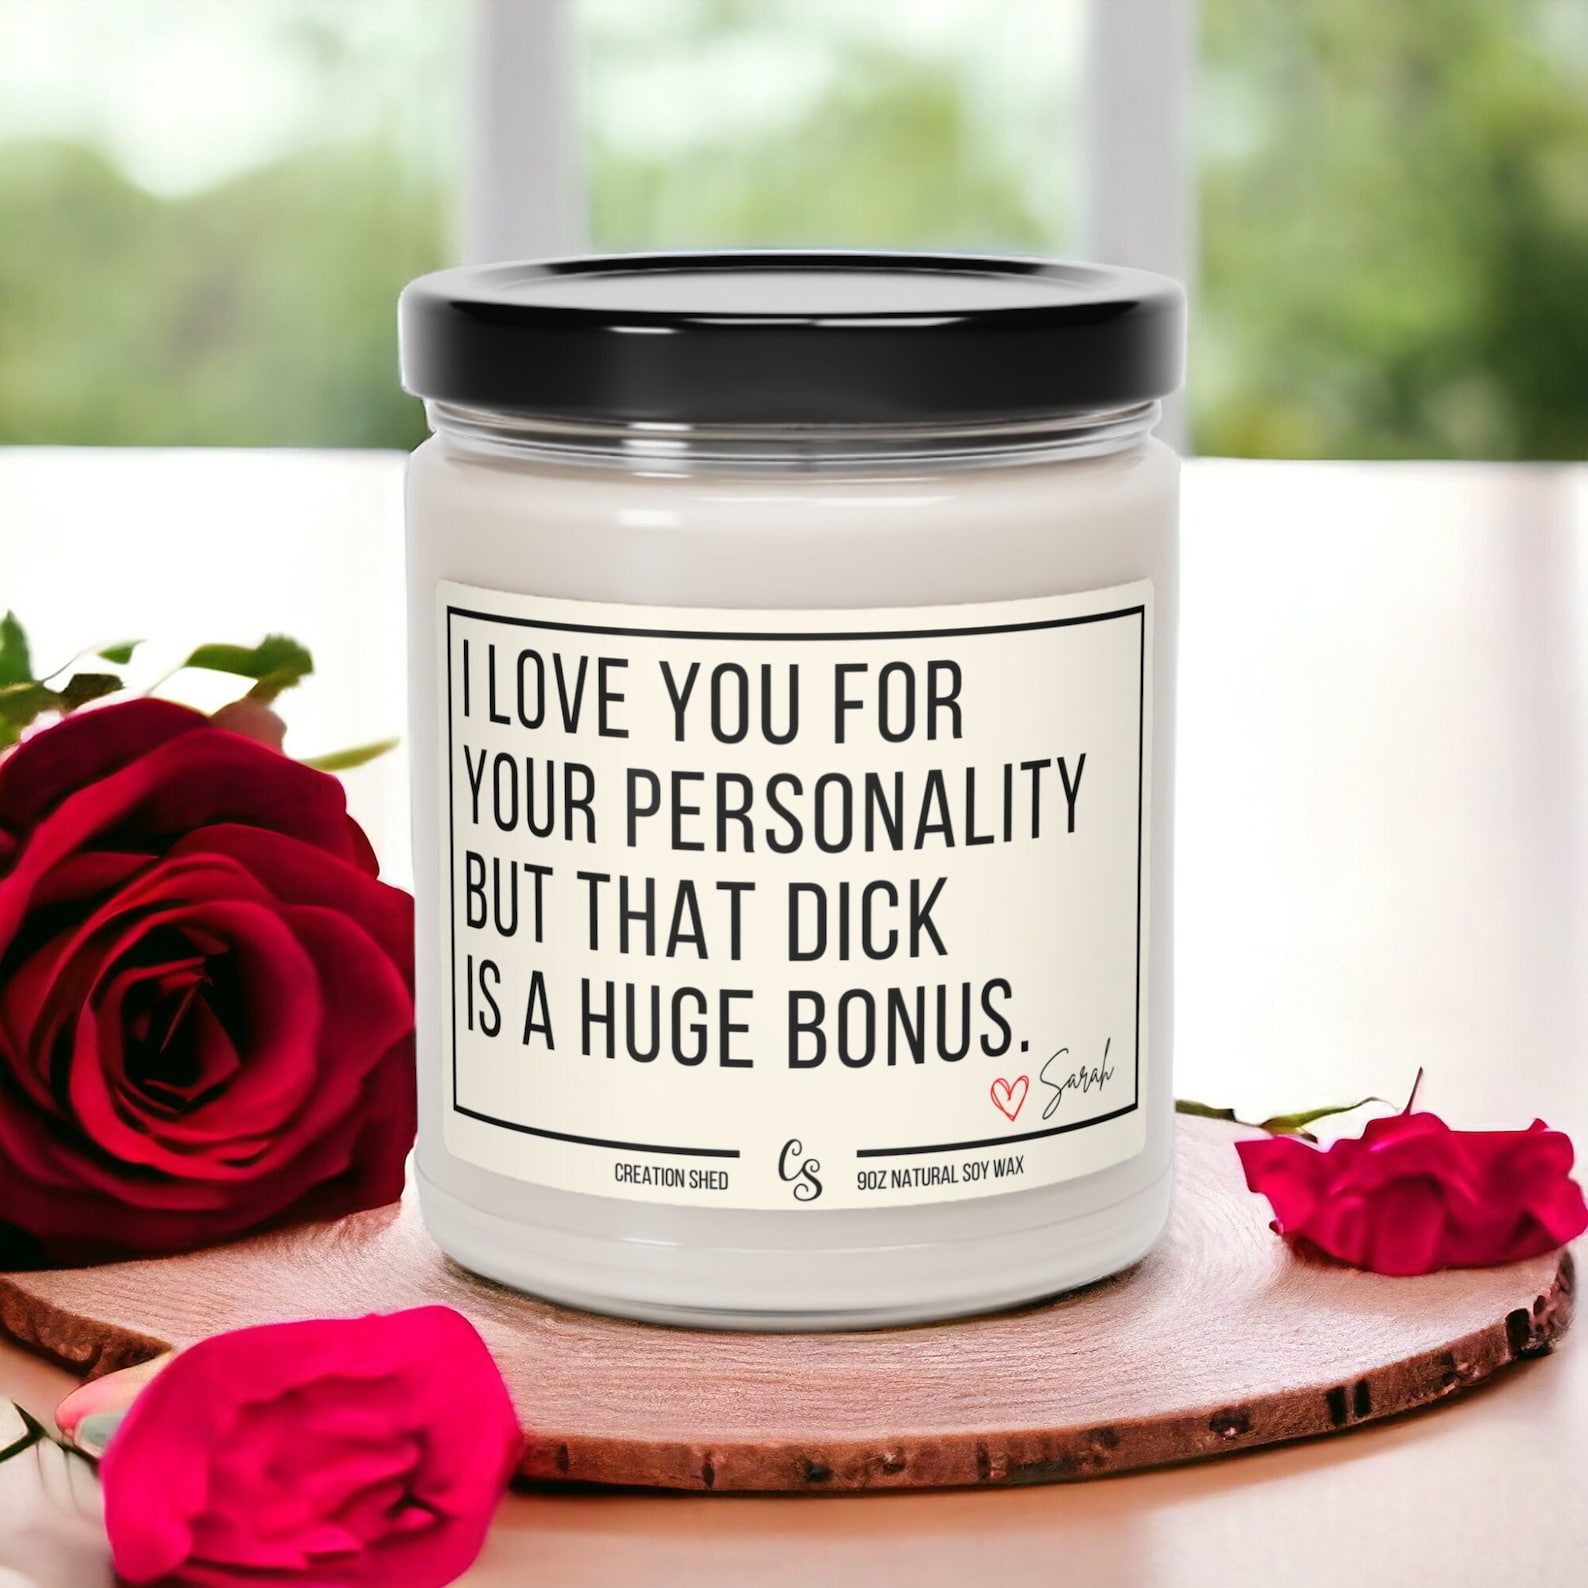 I LOVE YOU FOR
YOUR PERSONALITY
BUT THAT DICK
IS A HUGE BONUS.
Sarah
CREATION SHED CS 9OZ NATURAL SOY WAX